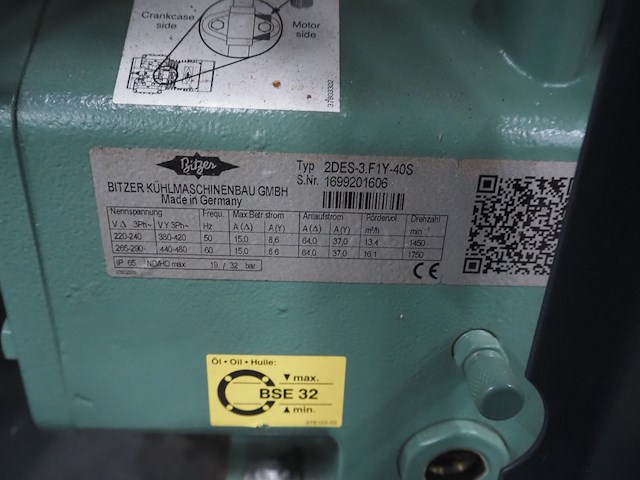 Crankcase
side
Motor
side
37803302
Bitzer
Typ 2DES-3.F1Y-40S
S.Nr. 1699201606
BITZER KÜHLMASCHINENBAU GMBH
Made in Germany
Nennspannung Frequ. Max.Betr strom Anlaufstrom Fördervol. Drehzahl
V Δ 3Ph~ V Y 3Ph~ Hz A (Δ) A (Y) A (Δ) A (Y) m³/h min⁻¹
220-240 380-420 50 15,0 8,6 64,0 37,0 13.4 1450
265-290 440-480 60 15,0 8.6 64,0 37,0 16.1 1750
IP 65 ND/HD max 19 / 32 bar
CE
Öl • Oil • Huile:
▼ max.
BSE 32
▲ min.